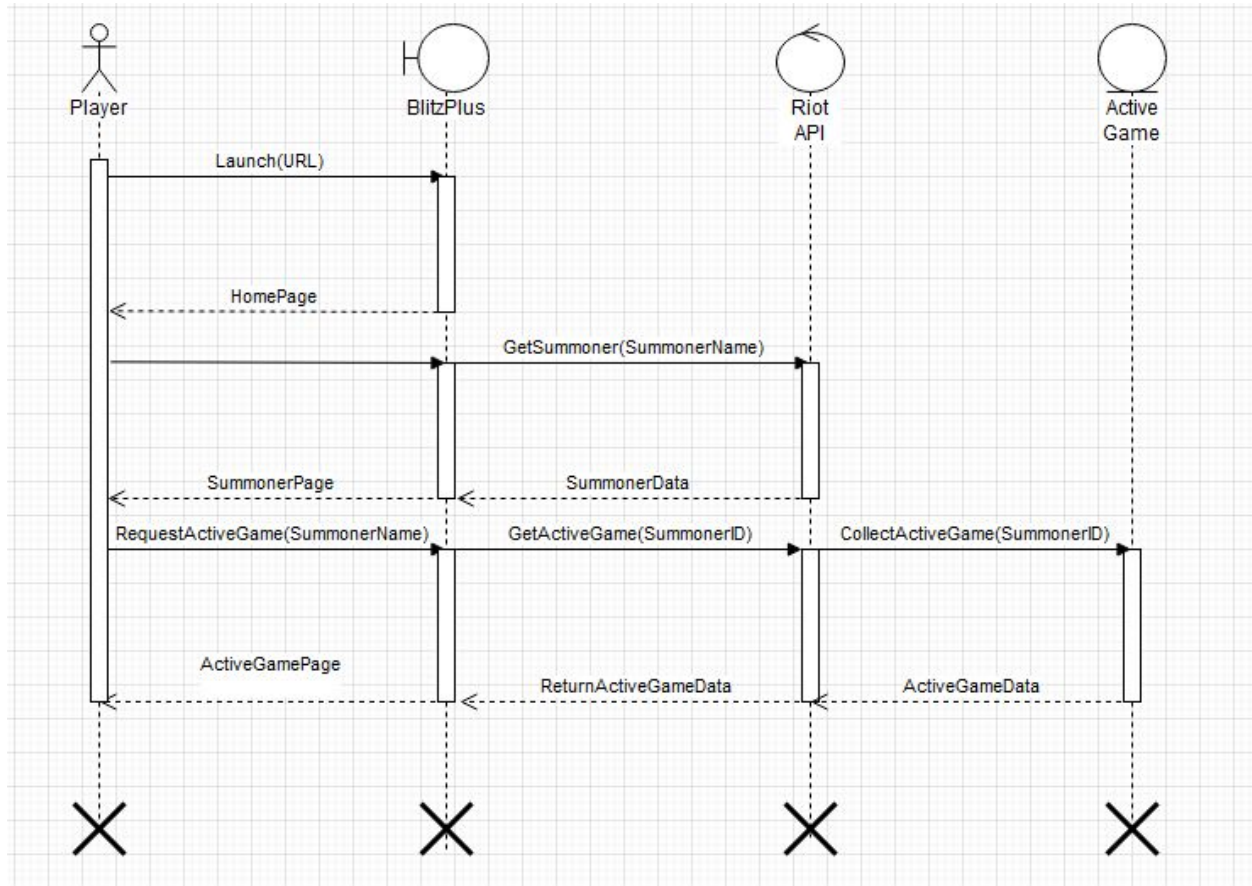 Player
BlitzPlus
Riot
API
Active
Game
Launch(URL)
HomePage
GetSummoner(SummonerName)
SummonerPage
SummonerData
RequestActiveGame(SummonerName)
GetActiveGame(SummonerID)
CollectActiveGame(SummonerID)
ActiveGamePage
ReturnActiveGameData
ActiveGameData